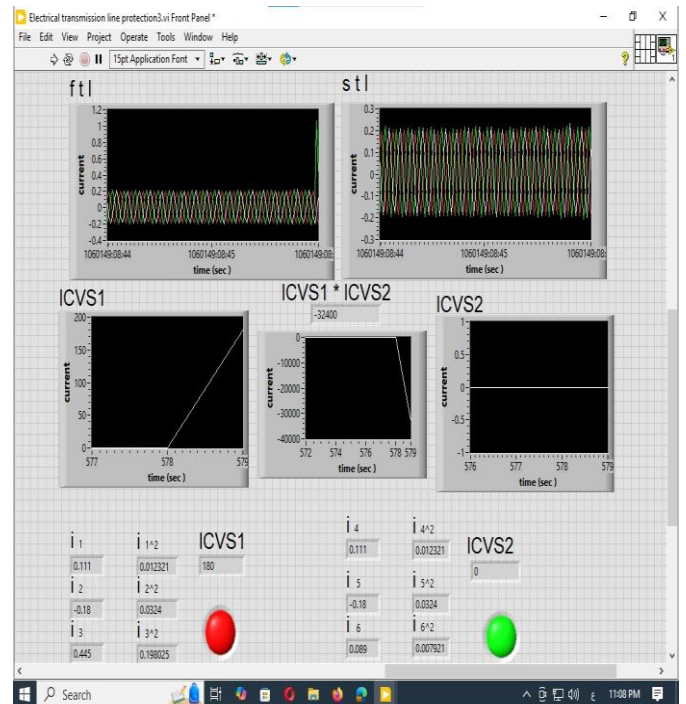 Electrical transmission line protection3.vi Front Panel *
File Edit View Project Operate Tools Window Help
15pt Application Font
ftl
stl
1.2-
1-
0.8-
0.6-
0.4-
0.2-
0-
-0.2-
-0.4-
current
1060149:08:44 1060149:08:45 1060149:08:
time (sec )
0.3-
0.2-
0.1-
0-
-0.1-
-0.2-
-0.3-
current
1060149:08:44 1060149:08:45 1060149:08:
time (sec )
ICVS1
200-
150-
100-
50-
0-
current
577 578 579
time (sec )
ICVS1 * ICVS2
-32400
0-
-10000-
-20000-
-30000-
-40000-
current
572 574 576 578 579
time (sec )
ICVS2
1-
0.5-
0-
-0.5-
-1-
current
576 577 578 579
time (sec )
i 1 i 1^2 ICVS1
0.111 0.012321 180
i 2 i 2^2
-0.18 0.0324
i 3 i 3^2
0.445 0.198025
i 4 i 4^2 ICVS2
0.111 0.012321 0
i 5 i 5^2
-0.18 0.0324
i 6 i 6^2
0.089 0.007921
Search
ع 11:08 PM